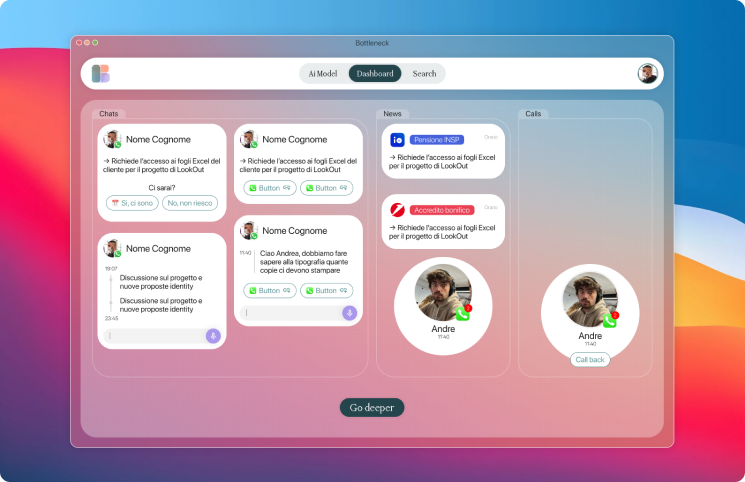 Bottleneck
Ai Model
Dashboard
Search
Chats
Nome Cognome
→ Richiede l'accesso ai fogli Excel del
cliente per il progetto di LookOut
Ci sarai?
Sì, ci sono
No, non riesco
Nome Cognome
19:07
Discussione sul progetto e
nuove proposte identity
Discussione sul progetto e
nuove proposte identity
23:45
Nome Cognome
→ Richiede l'accesso ai fogli Excel del
cliente per il progetto di LookOut
Button
Button
Nome Cognome
11:40
Ciao Andrea, dobbiamo fare
sapere alla tipografia quante
copie ci devono stampare
Button
Button
News
io
Pensione INSP
Orario
→ Richiede l'accesso ai fogli Excel
per il progetto di LookOut
Accredito bonifico
Orario
→ Richiede l'accesso ai fogli Excel
per il progetto di LookOut
2
Andre
11:40
Calls
2
Andre
11:40
Call back
Go deeper